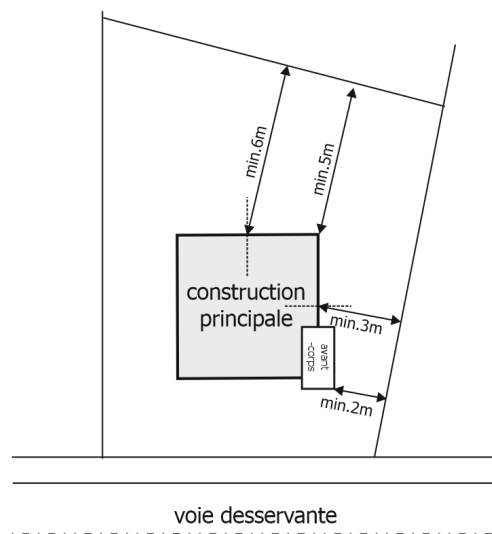 min.6m
min.5m
construction
principale
min.3m
avant
-corps
min.2m
voie desservante